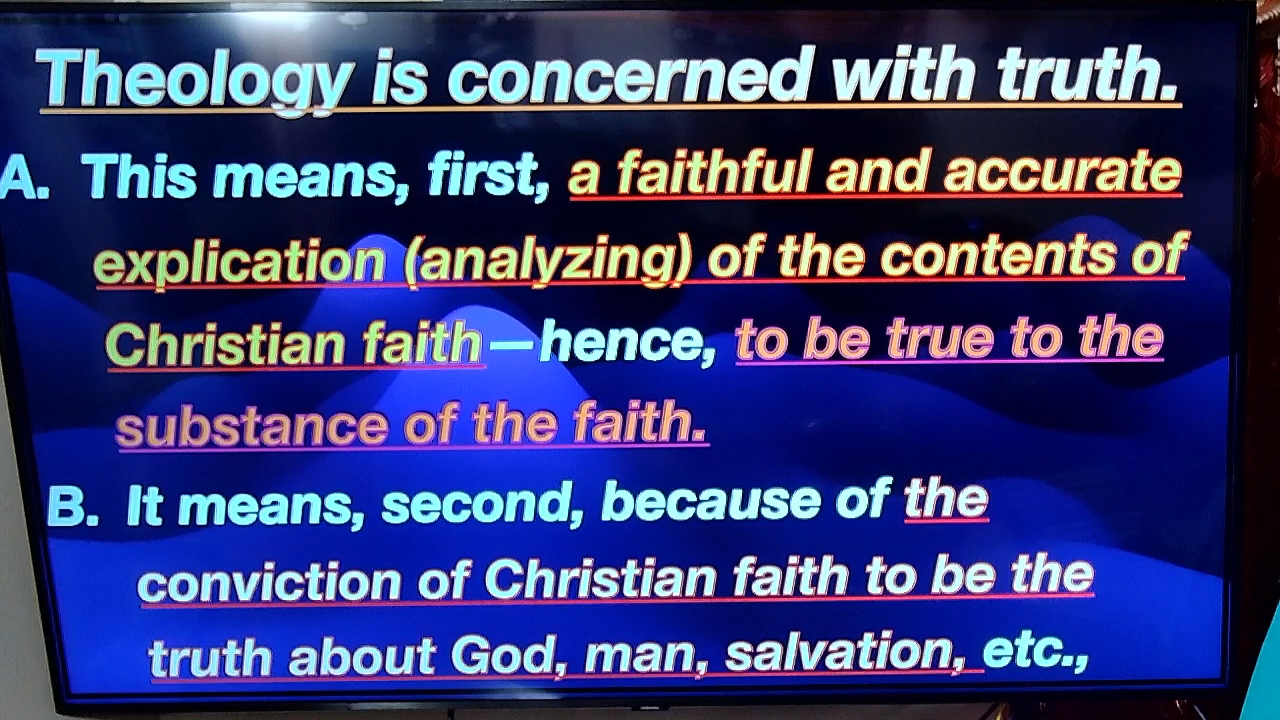 Theology is concerned with truth.
A. This means, first, a faithful and accurate
explication (analyzing) of the contents of
Christian faith—hence, to be true to the
substance of the faith.
B. It means, second, because of the
conviction of Christian faith to be the
truth about God, man, salvation, etc.,